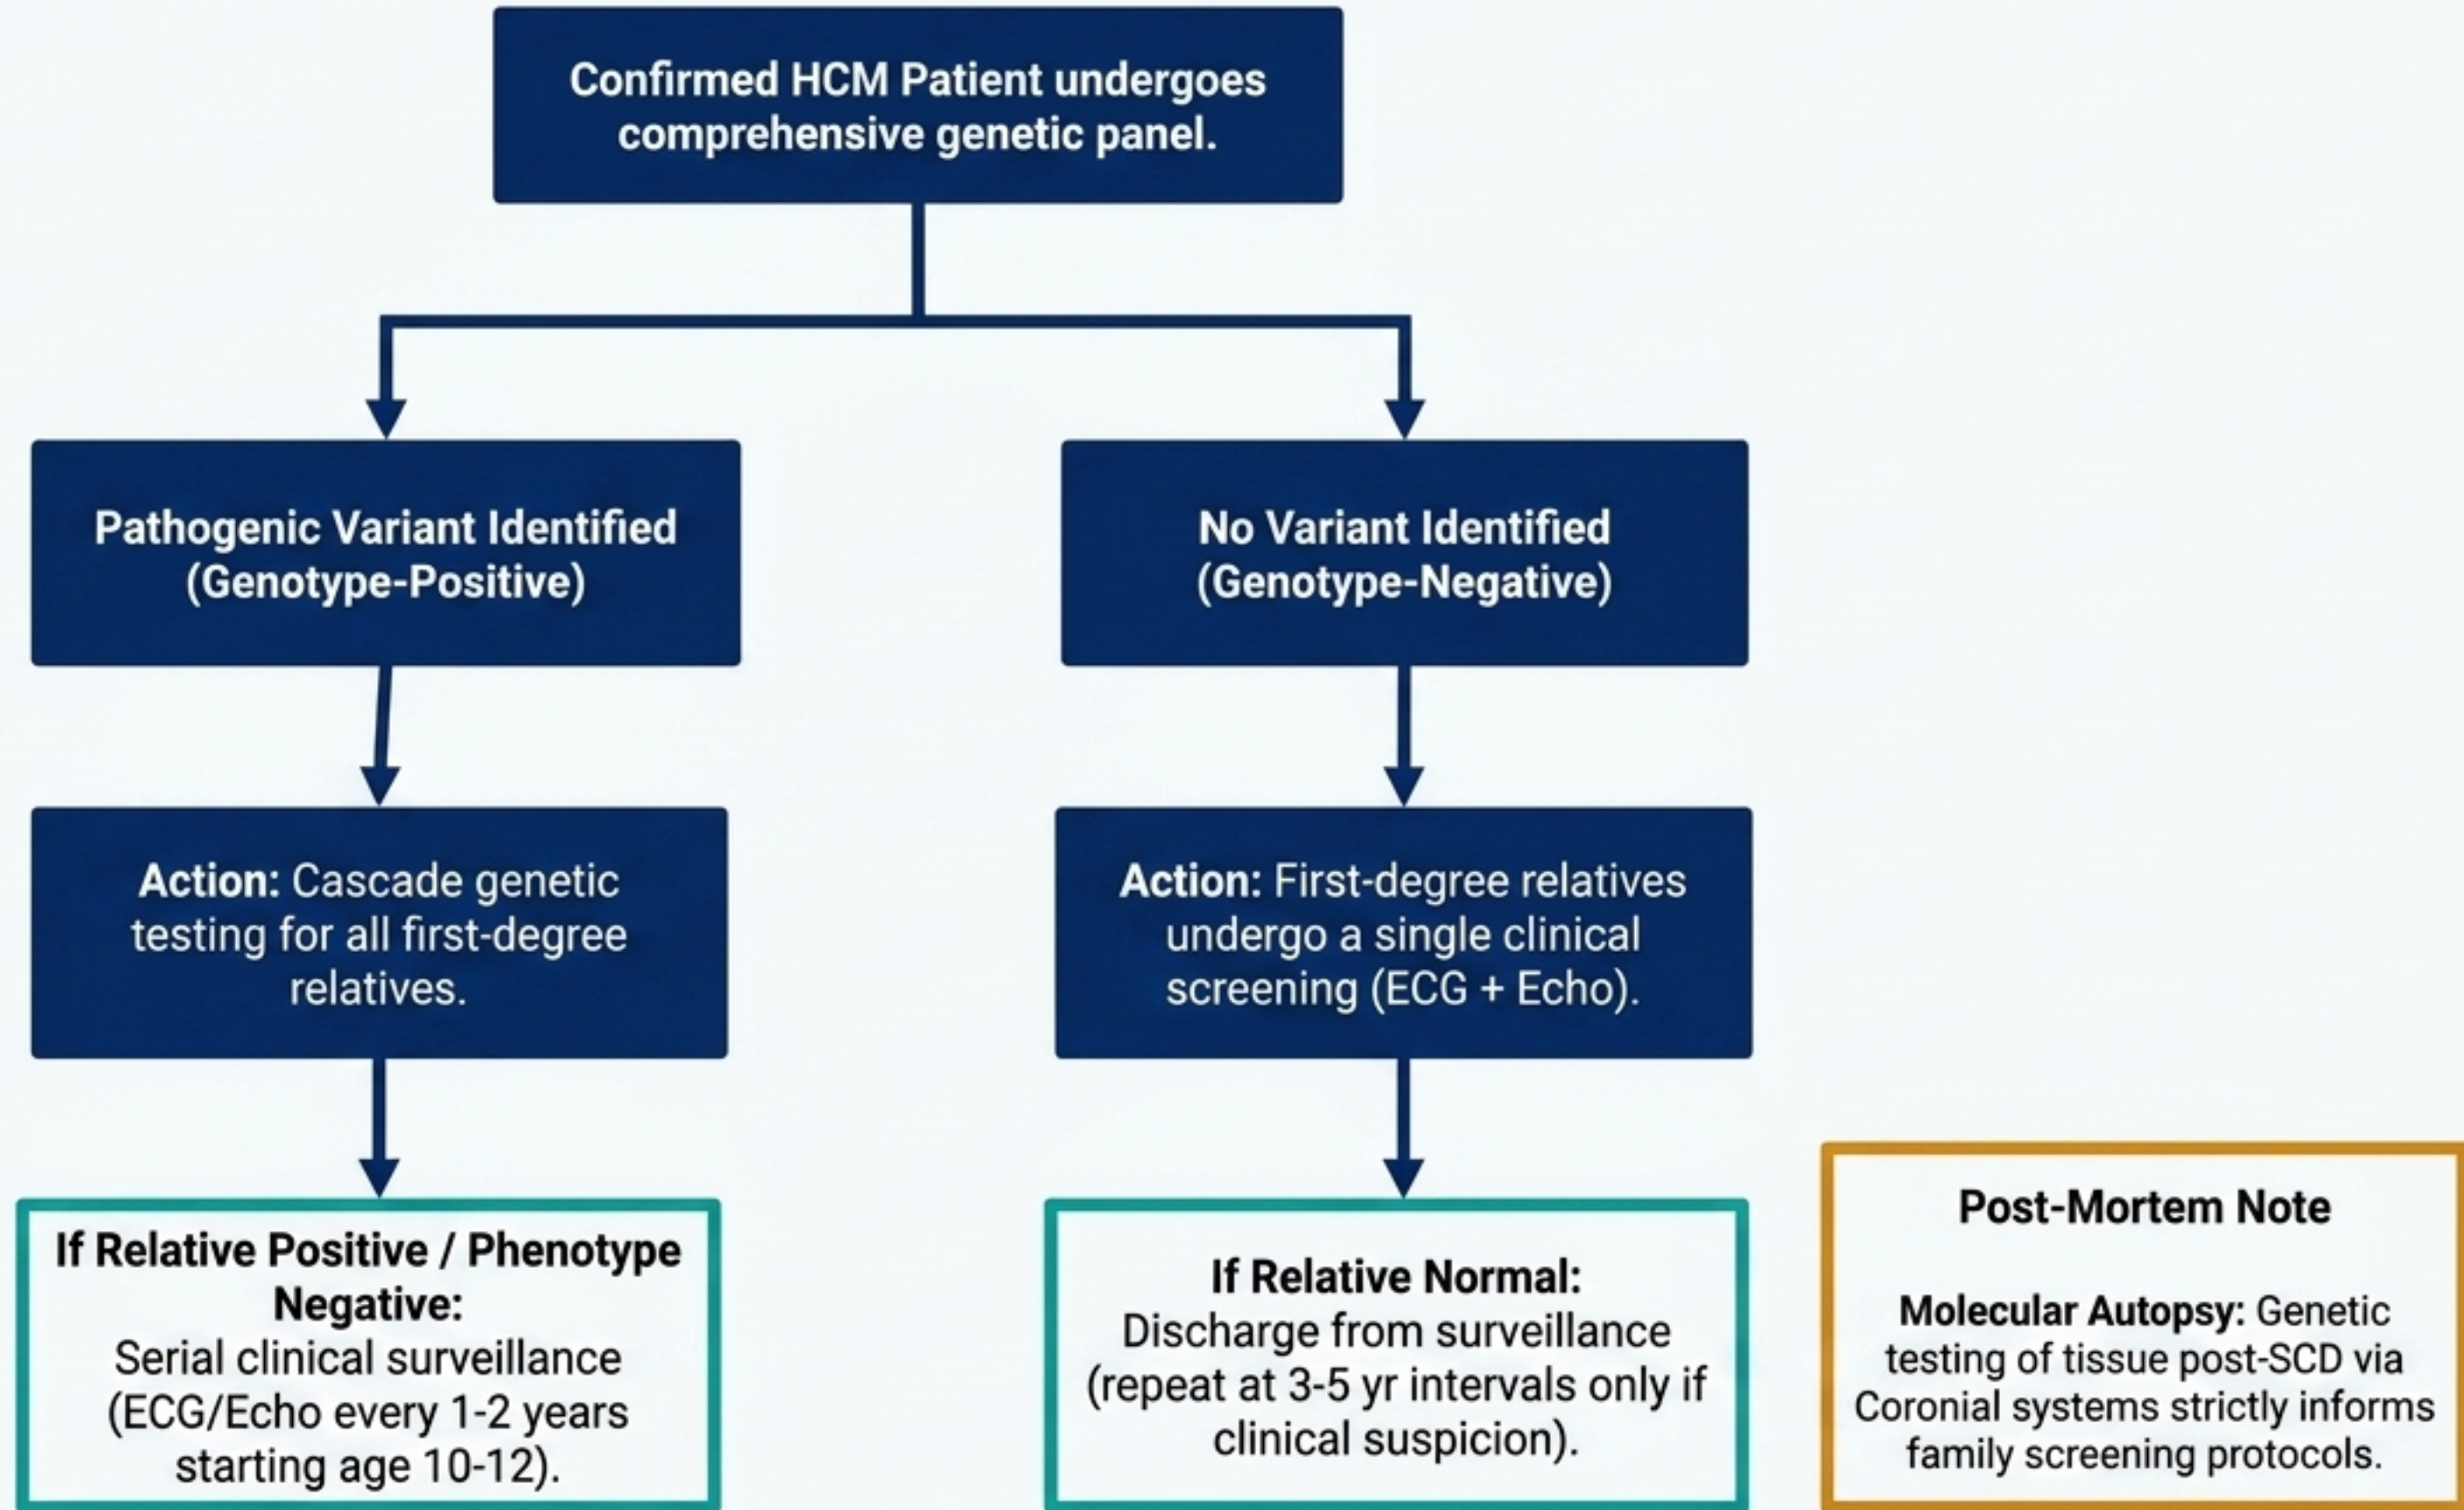 Confirmed HCM Patient undergoes
comprehensive genetic panel.
Pathogenic Variant Identified
(Genotype-Positive)
No Variant Identified
(Genotype-Negative)
Action: Cascade genetic
testing for all first-degree
relatives.
Action: First-degree relatives
undergo a single clinical
screening (ECG + Echo).
If Relative Positive / Phenotype
Negative:
Serial clinical surveillance
(ECG/Echo every 1-2 years
starting age 10-12).
If Relative Normal:
Discharge from surveillance
(repeat at 3-5 yr intervals only if
clinical suspicion).
Post-Mortem Note
Molecular Autopsy: Genetic
testing of tissue post-SCD via
Coronial systems strictly informs
family screening protocols.